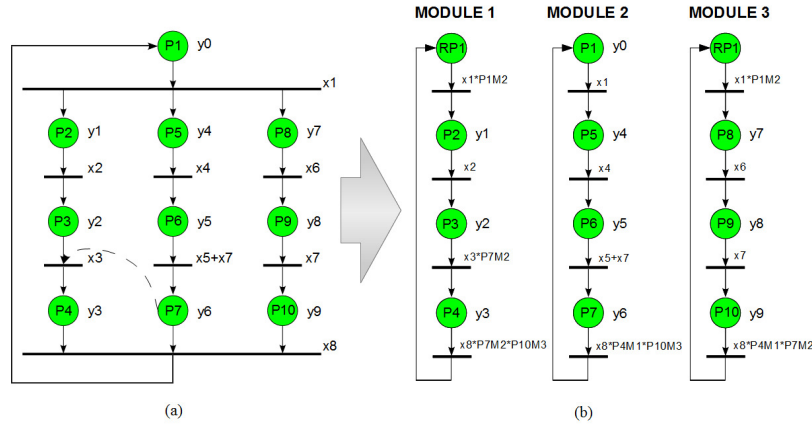 MODULE 1 MODULE 2 MODULE 3
P1 y0
x1
P2 y1 P5 y4 P8 y7
x2 x4 x6
P3 y2 P6 y5 P9 y8
x3 x5+x7 x7
P4 y3 P7 y6 P10 y9
x8
(a)
RP1 P1 y0 RP1
x1*P1M2 x1 x1*P1M2
P2 y1 P5 y4 P8 y7
x2 x4 x6
P3 y2 P6 y5 P9 y8
x3*P7M2 x5+x7 x7
P4 y3 P7 y6 P10 y9
x8*P7M2*P10M3 x8*P4M1*P10M3 x8*P4M1*P7M2
(b)